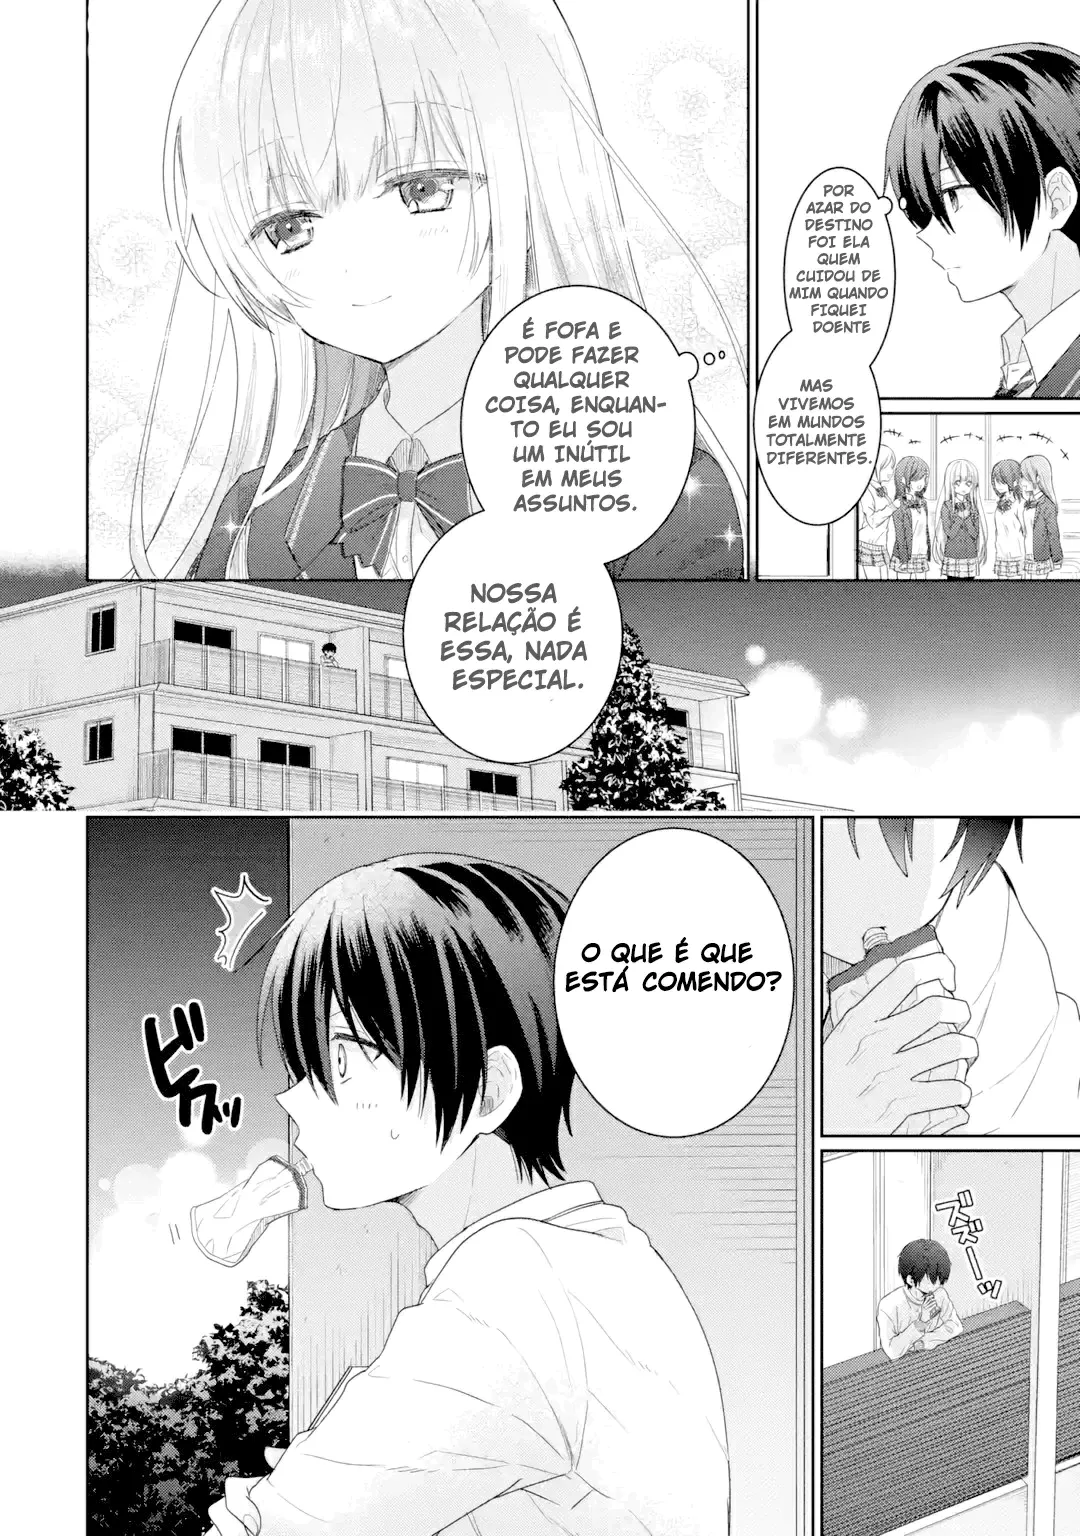 POR
AZAR DO
DESTINO
FOI ELA
QUEM
CUIDOU DE
MIM QUANDO
FIQUEI
DOENTE
MAS
VIVEMOS
EM MUNDOS
TOTALMENTE
DIFERENTES.
É FOFA E
PODE FAZER
QUALQUER
COISA, ENQUAN-
TO EU SOU
UM INÚTIL
EM MEUS
ASSUNTOS.
NOSSA
RELAÇÃO É
ESSA, NADA
ESPECIAL.
ズズーッ
O QUE É QUE
ESTÁ COMENDO?
ビクッ